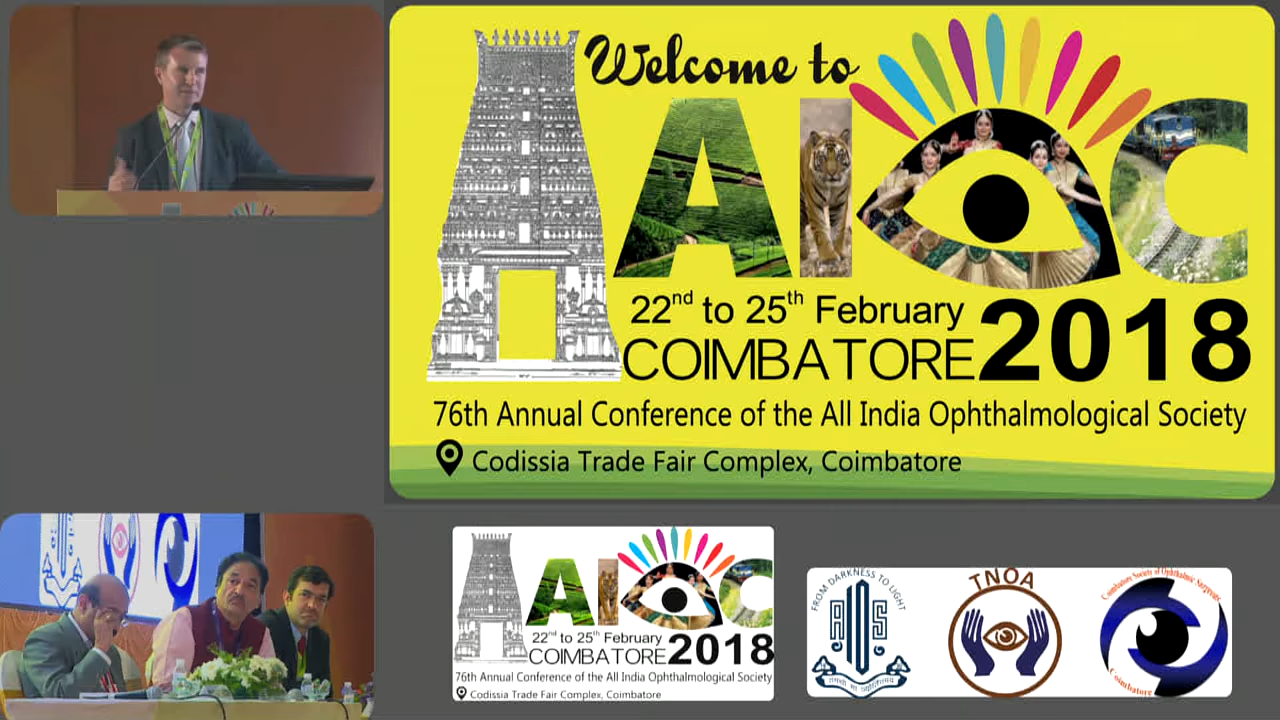 Welcome to
AIOC
22nd to 25th February
COIMBATORE 2018
76th Annual Conference of the All India Ophthalmological Society
Codissia Trade Fair Complex, Coimbatore
AIOC
22nd to 25th February
COIMBATORE 2018
76th Annual Conference of the All India Ophthalmological Society
Codissia Trade Fair Complex, Coimbatore
FROM DARKNESS TO LIGHT
AIOS
TNOA
Coimbatore Society of Ophthalmic Surgeons
Coimbatore